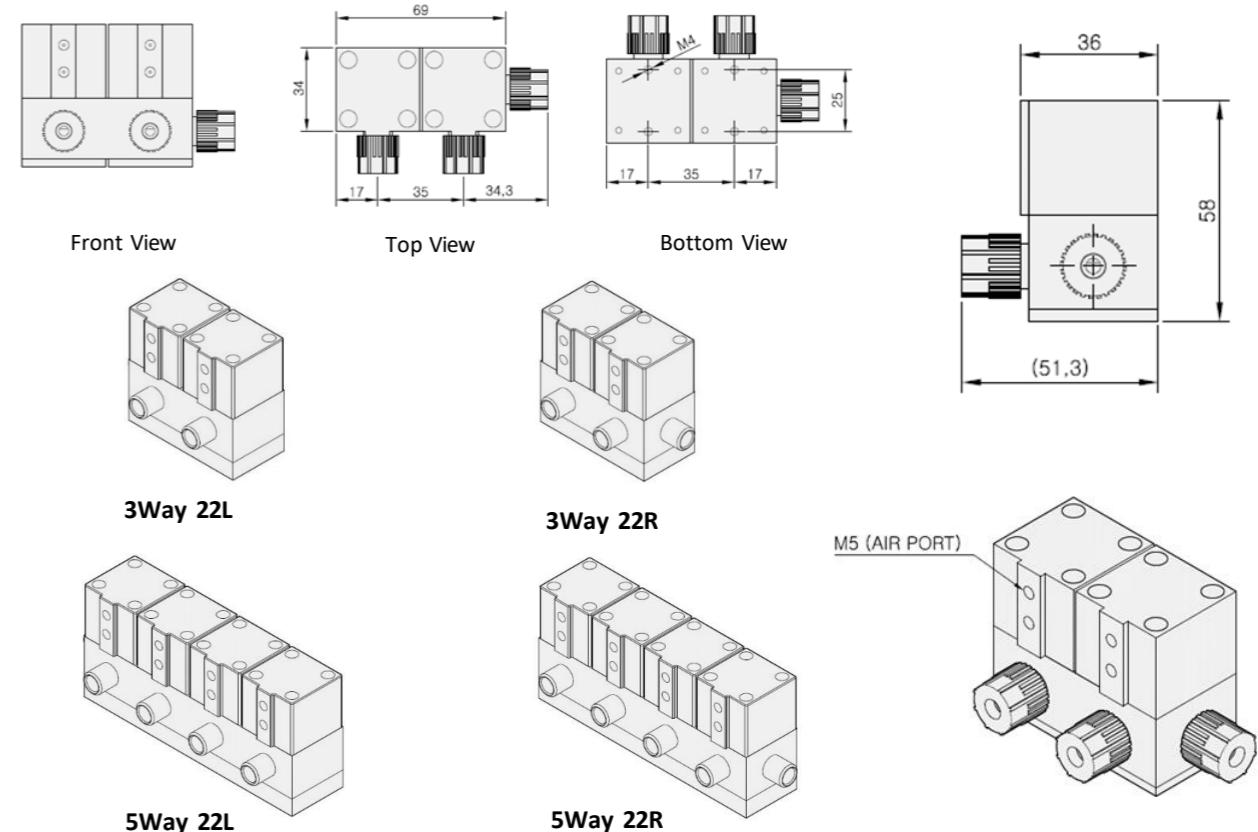 69
34
17
35
34,3
M4
25
17
35
17
36
58
(51,3)
Front View
Top View
Bottom View
3Way 22L
3Way 22R
M5 (AIR PORT)
5Way 22L
5Way 22R